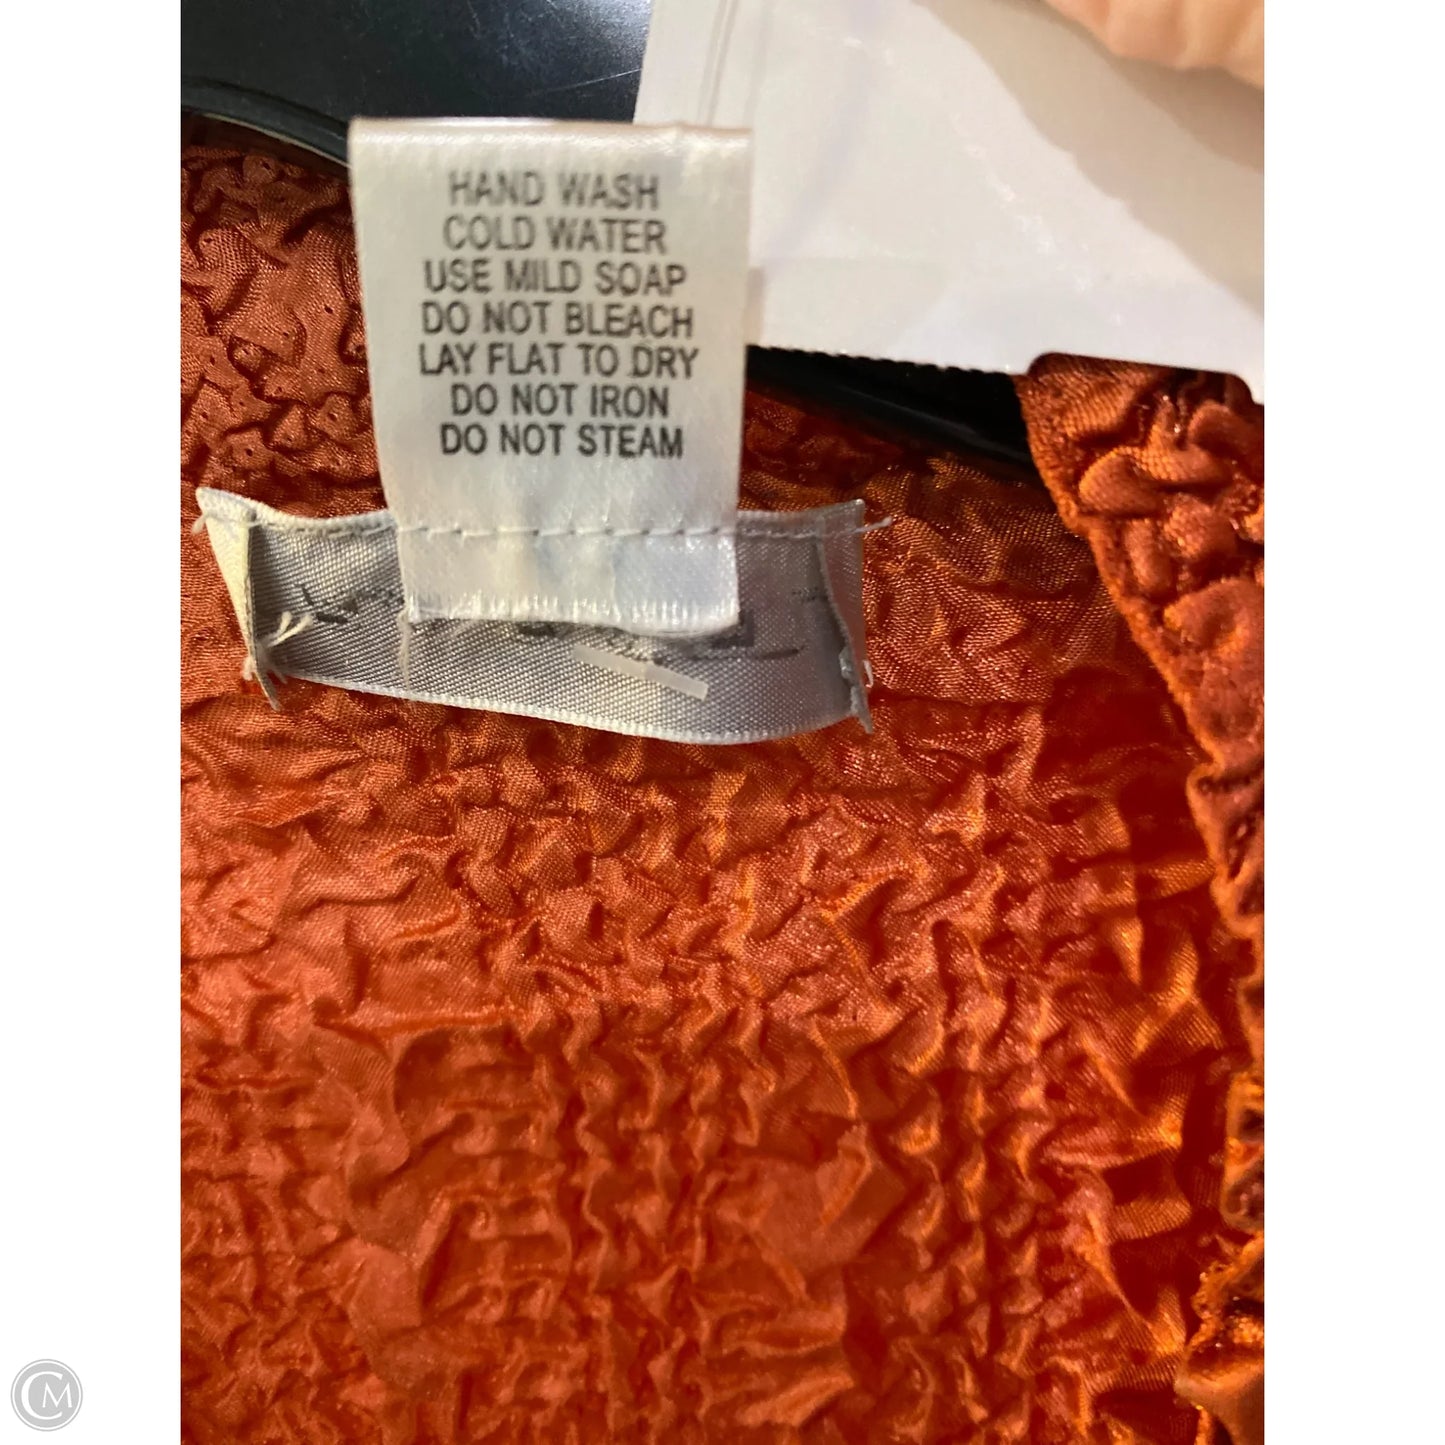 HAND WASH
COLD WATER
USE MILD SOAP
DO NOT BLEACH
LAY FLAT TO DRY
DO NOT IRON
DO NOT STEAM
CM